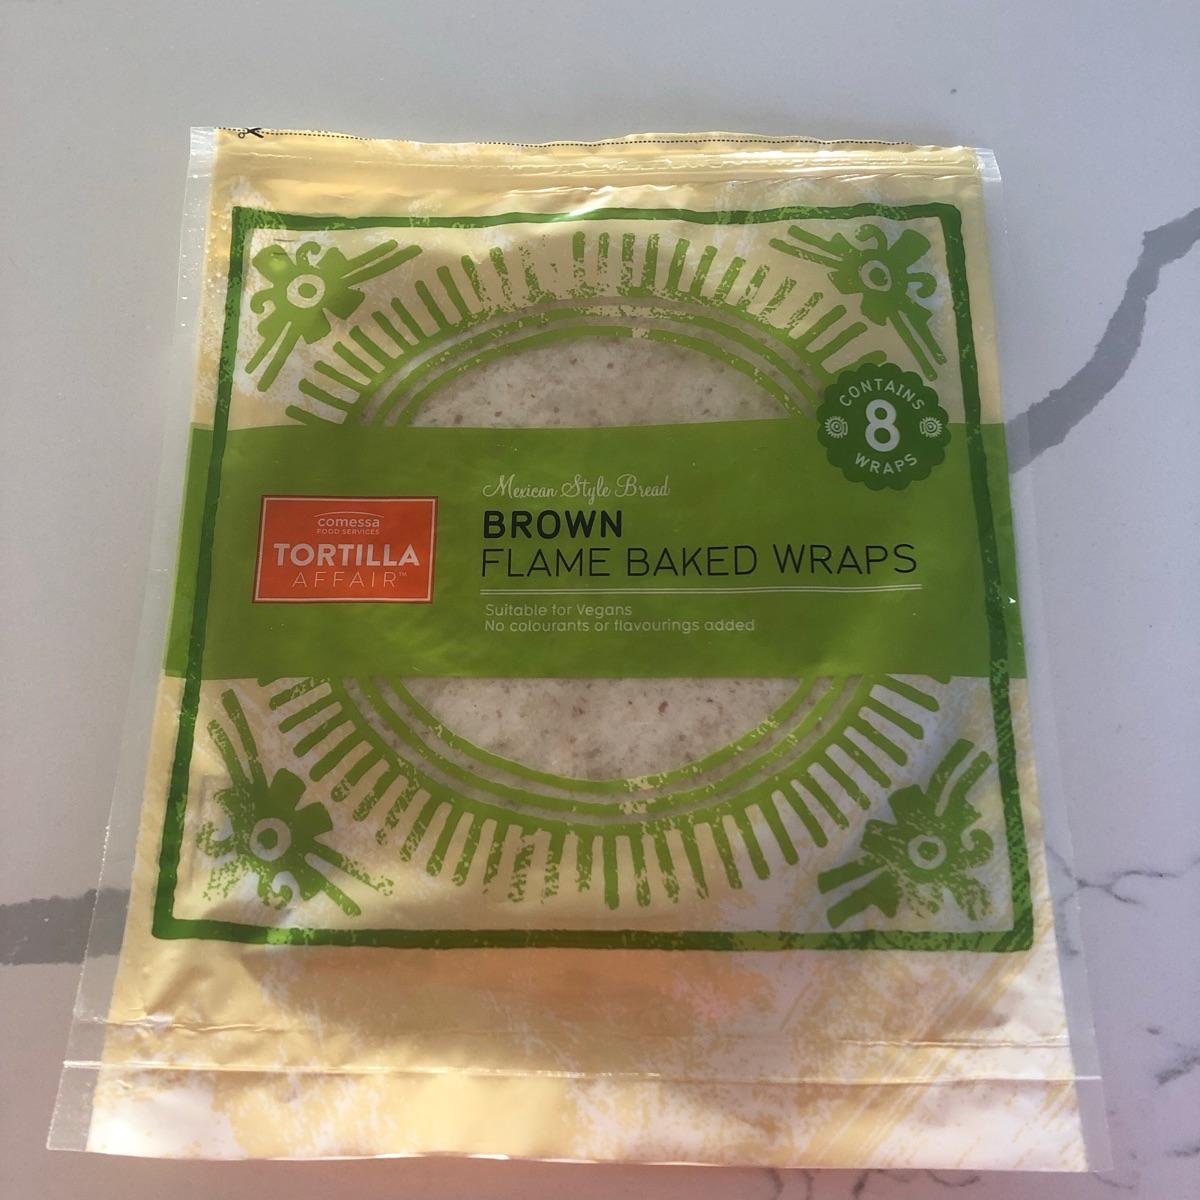 CONTAINS
8
WRAPS
Mexican Style Bread
BROWN
FLAME BAKED WRAPS
comessa
FOOD SERVICES
TORTILLA
AFFAIR™
Suitable for Vegans
No colourants or flavourings added